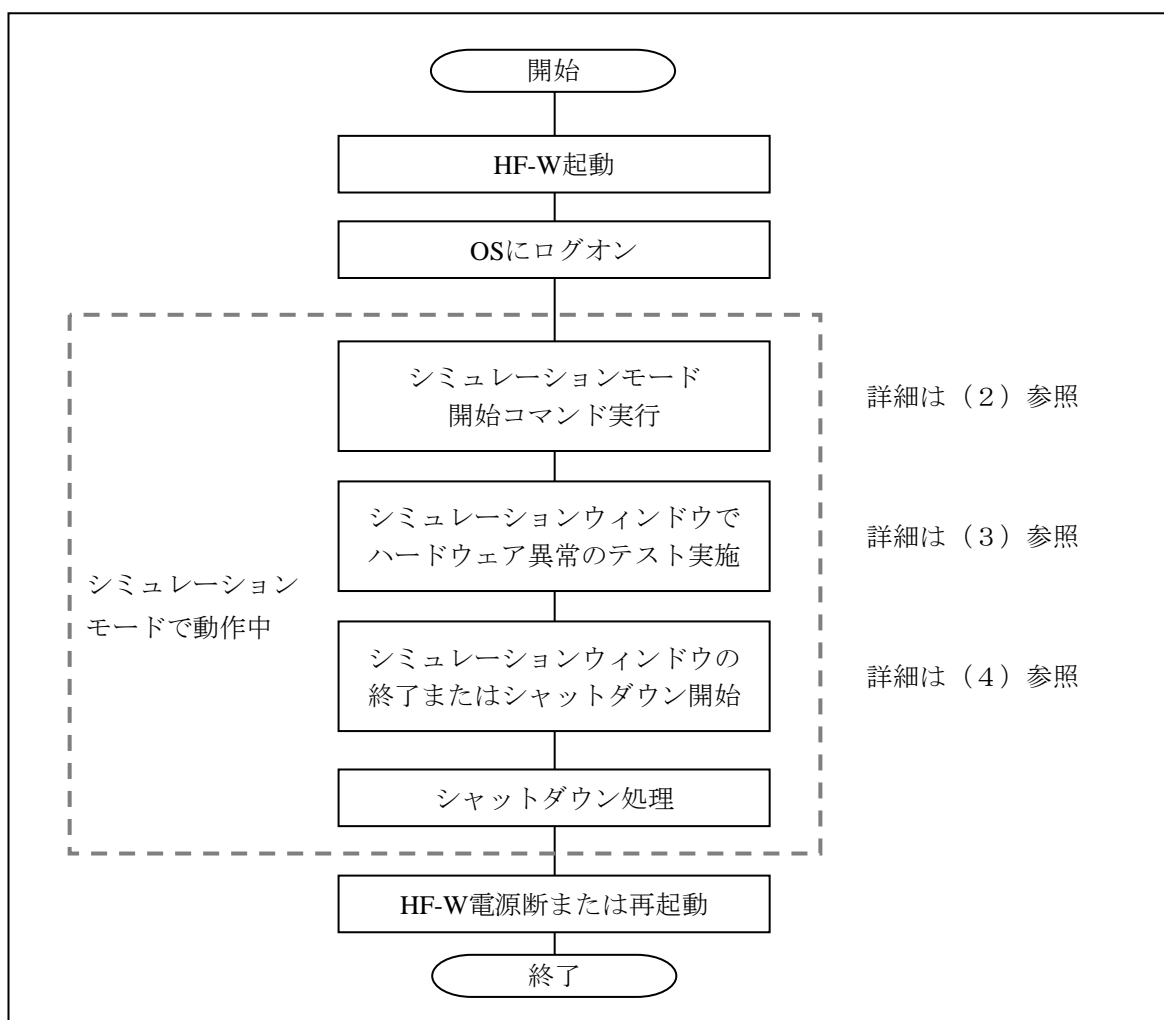 開始
HF-W起動
OSにログオン
シミュレーションモード
開始コマンド実行
詳細は（２）参照
シミュレーションウィンドウで
ハードウェア異常のテスト実施
詳細は（３）参照
シミュレーション
モードで動作中
シミュレーションウィンドウの
終了またはシャットダウン開始
詳細は（４）参照
シャットダウン処理
HF-W電源断または再起動
終了